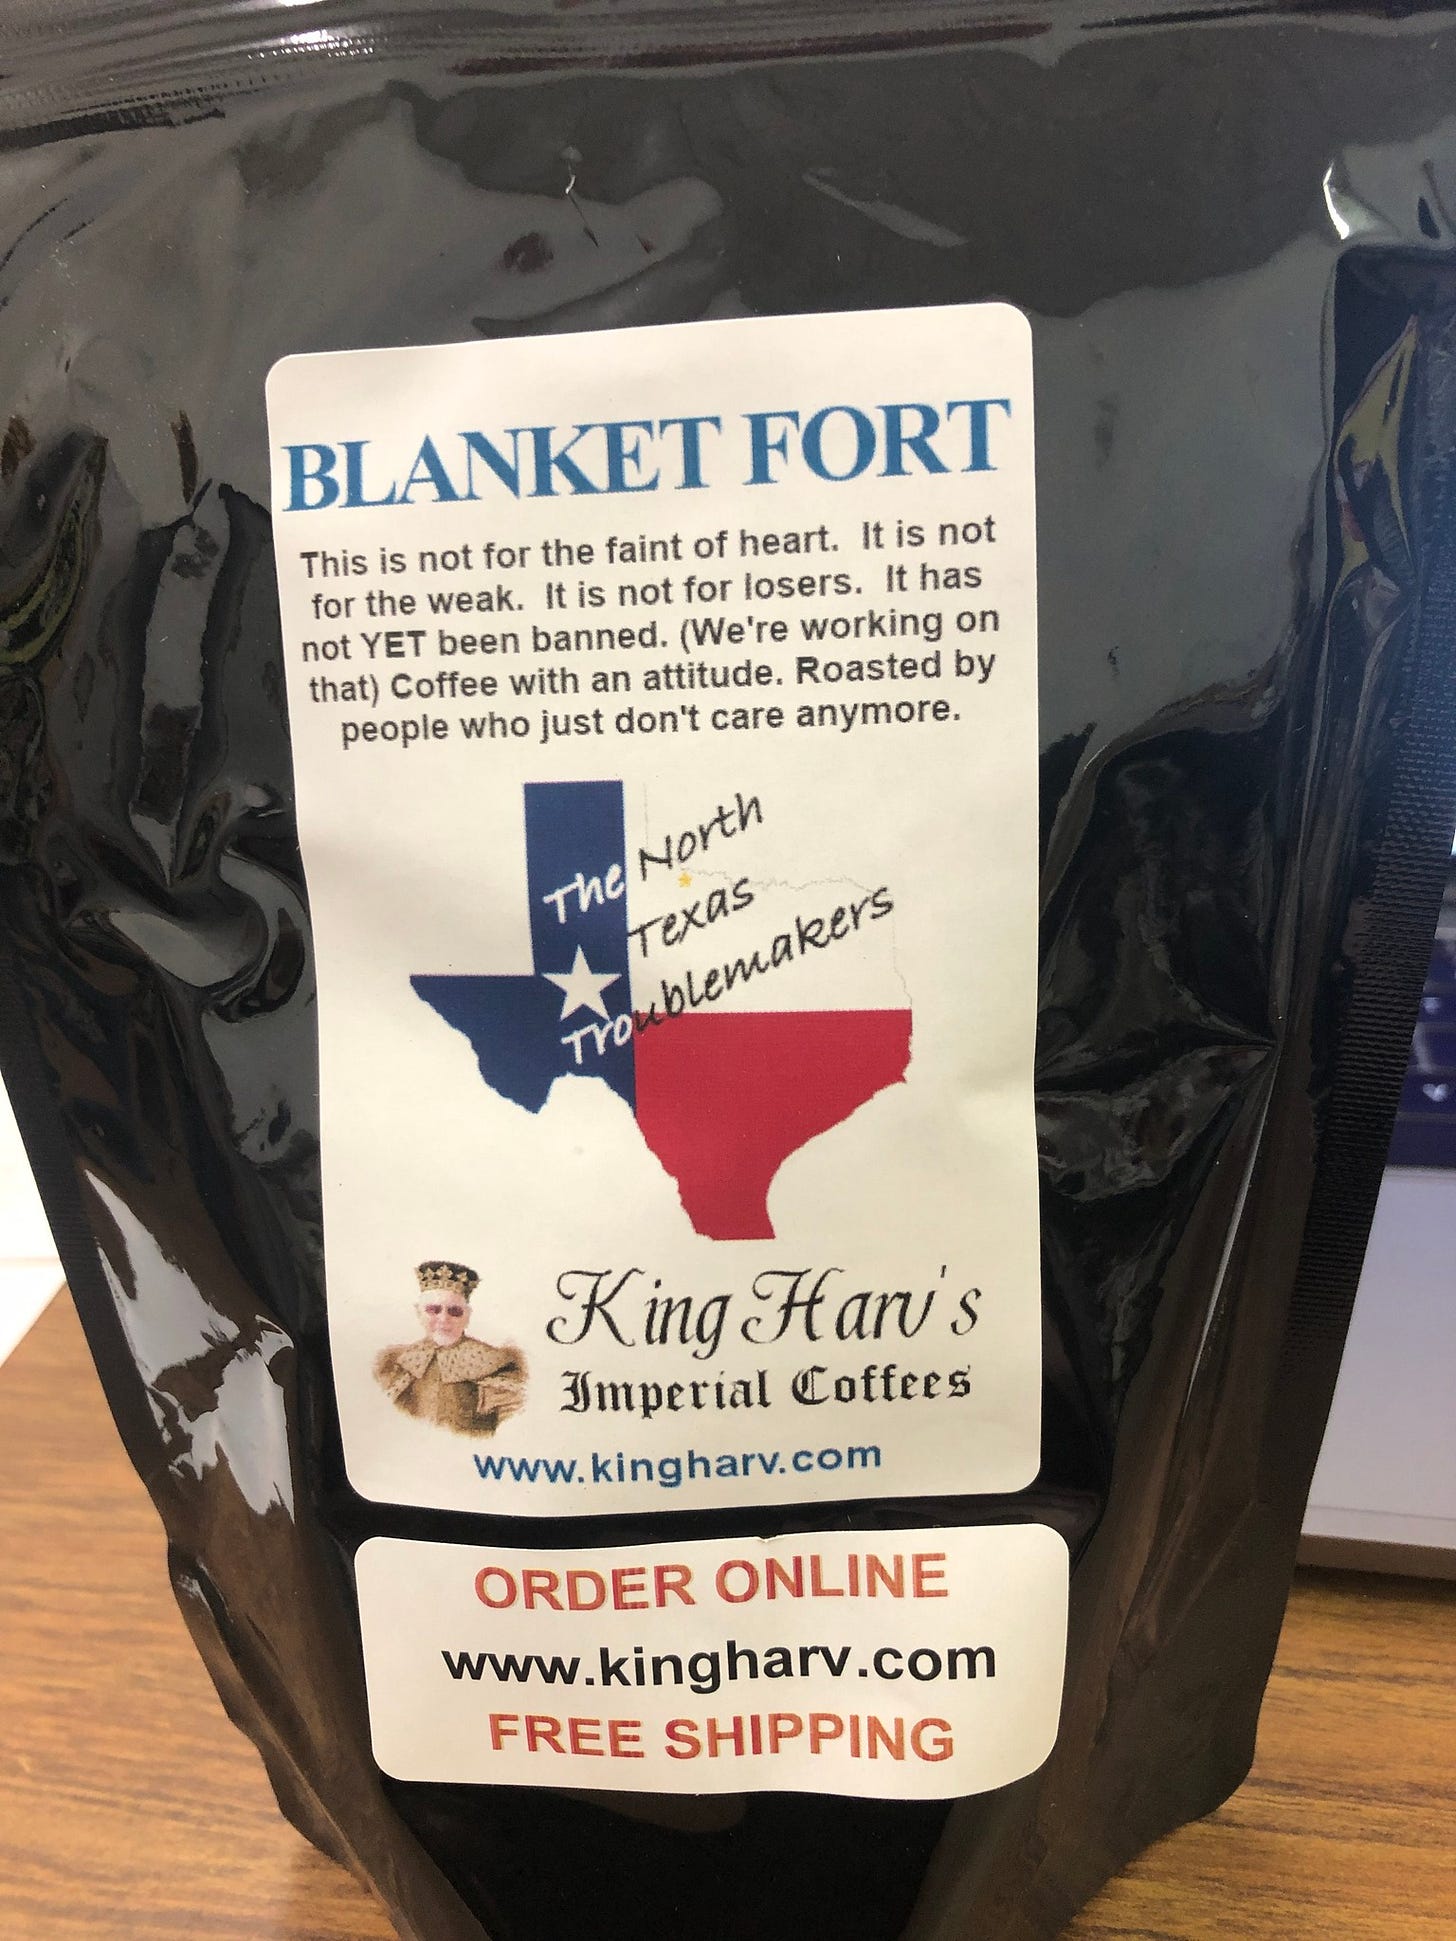 BLANKET FORT
This is not for the faint of heart.  It is not
for the weak.  It is not for losers.  It has
not YET been banned. (We're working on
that) Coffee with an attitude. Roasted by
people who just don't care anymore.
The North
Texas
Troublemakers
King Harv's
Imperial Coffees
www.kingharv.com
ORDER ONLINE
www.kingharv.com
FREE SHIPPING